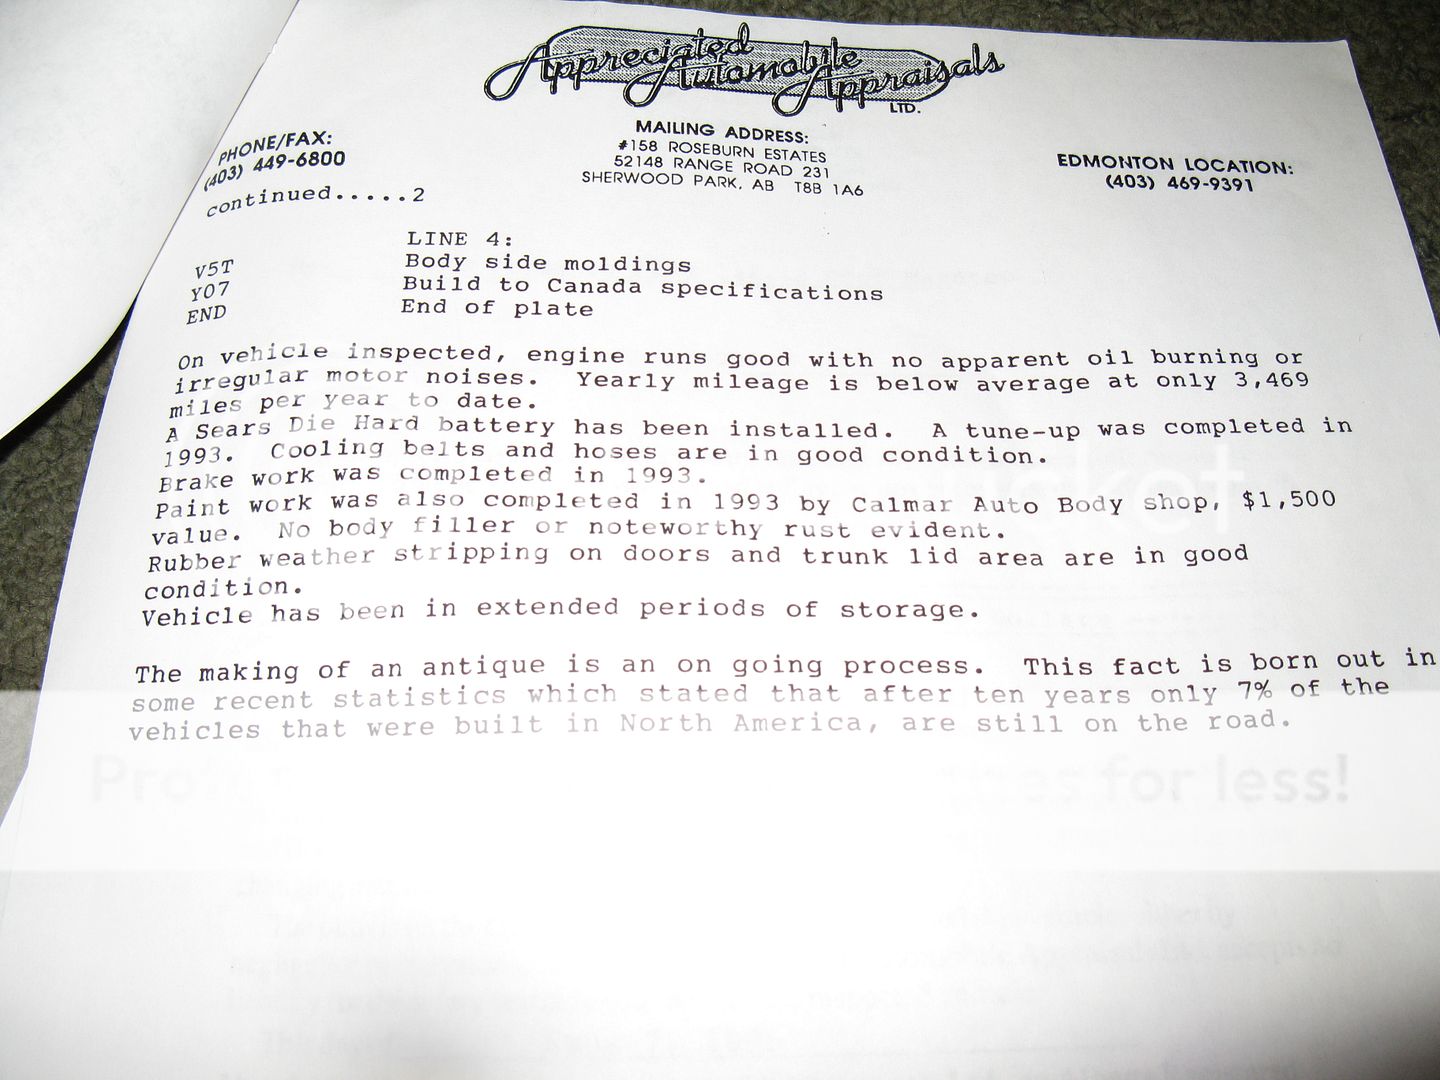 Appreciated Automobile Appraisals LTD.
PHONE/FAX:
(403) 449-6800
MAILING ADDRESS:
#158 ROSEBURN ESTATES
52148 RANGE ROAD 231
SHERWOOD PARK, AB T8B 1A6
EDMONTON LOCATION:
(403) 469-9391
continued.....2
LINE 4:
V5T Body side moldings
Y07 Build to Canada specifications
END End of plate
On vehicle inspected, engine runs good with no apparent oil burning or
irregular motor noises. Yearly mileage is below average at only 3,469
miles per year to date.
A Sears Die Hard battery has been installed. A tune-up was completed in
1993. Cooling belts and hoses are in good condition.
Brake work was completed in 1993.
Paint work was also completed in 1993 by Calmar Auto Body shop, $1,500
value. No body filler or noteworthy rust evident.
Rubber weather stripping on doors and trunk lid area are in good
condition.
Vehicle has been in extended periods of storage.
The making of an antique is an on going process. This fact is born out in
some recent statistics which stated that after ten years only 7% of the
vehicles that were built in North America, are still on the road.
for less!